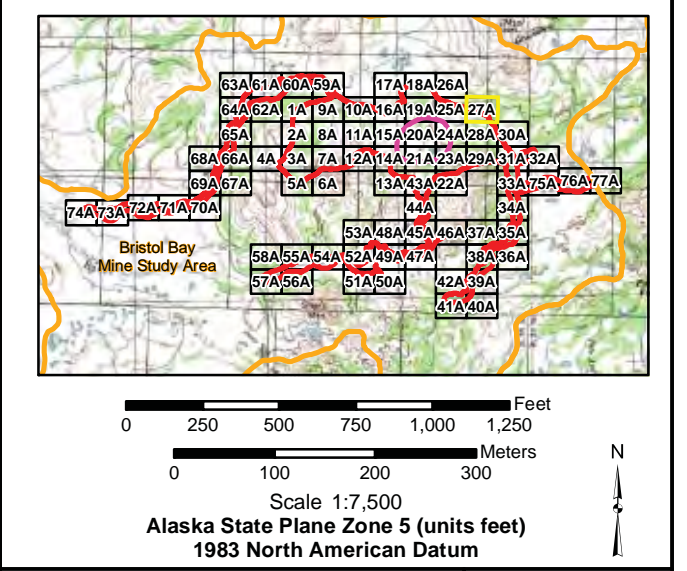 63A 61A 60A 59A 17A 18A 26A
64A 62A 1A 9A 10A 16A 19A 25A 27A
65A 2A 8A 11A 15A 20A 24A 28A 30A
68A 66A 4A 3A 7A 12A 14A 21A 23A 29A 31A 32A
69A 67A 5A 6A 13A 43A 22A 33A 75A 76A 77A
74A 73A 72A 71A 70A 44A 34A
53A 48A 45A 46A 37A 35A
Bristol Bay
Mine Study Area
58A 55A 54A 52A 49A 47A 38A 36A
57A 56A 51A 50A 42A 39A
41A 40A
Feet
0 250 500 750 1,000 1,250
Meters
0 100 200 300
N
Scale 1:7,500
Alaska State Plane Zone 5 (units feet)
1983 North American Datum